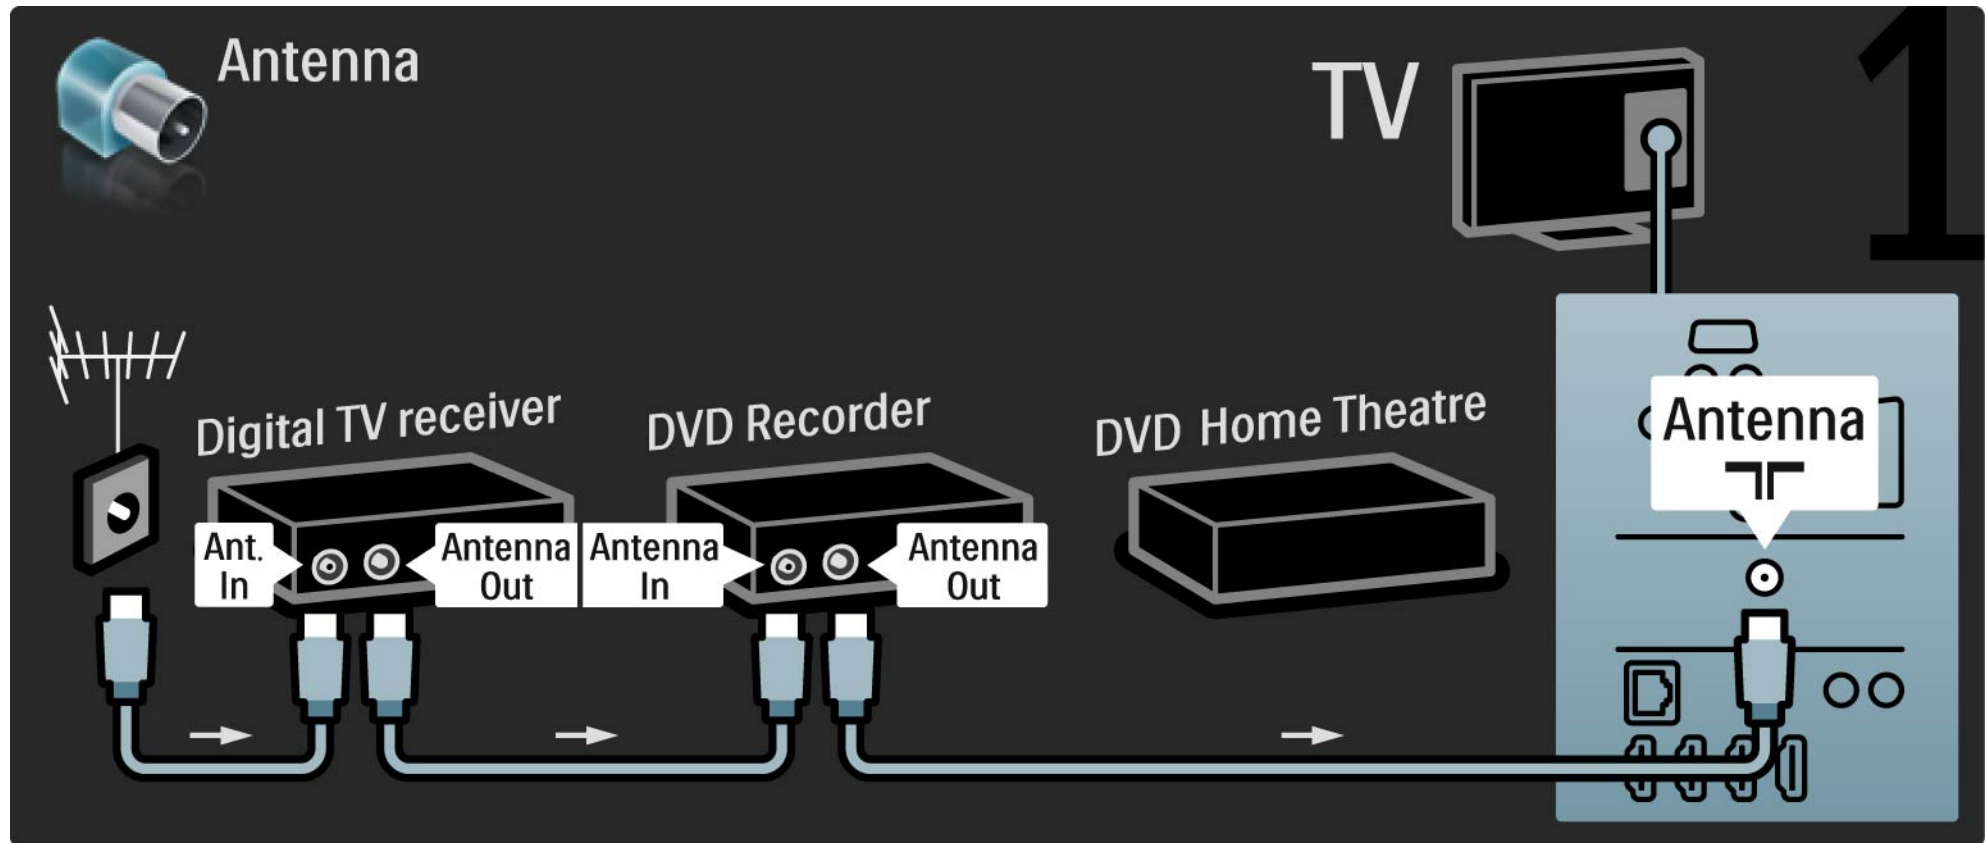 Antenna
TV
1
Digital TV receiver
DVD Recorder
DVD Home Theatre
Antenna
Ant.
In
Antenna
Out
Antenna
In
Antenna
Out